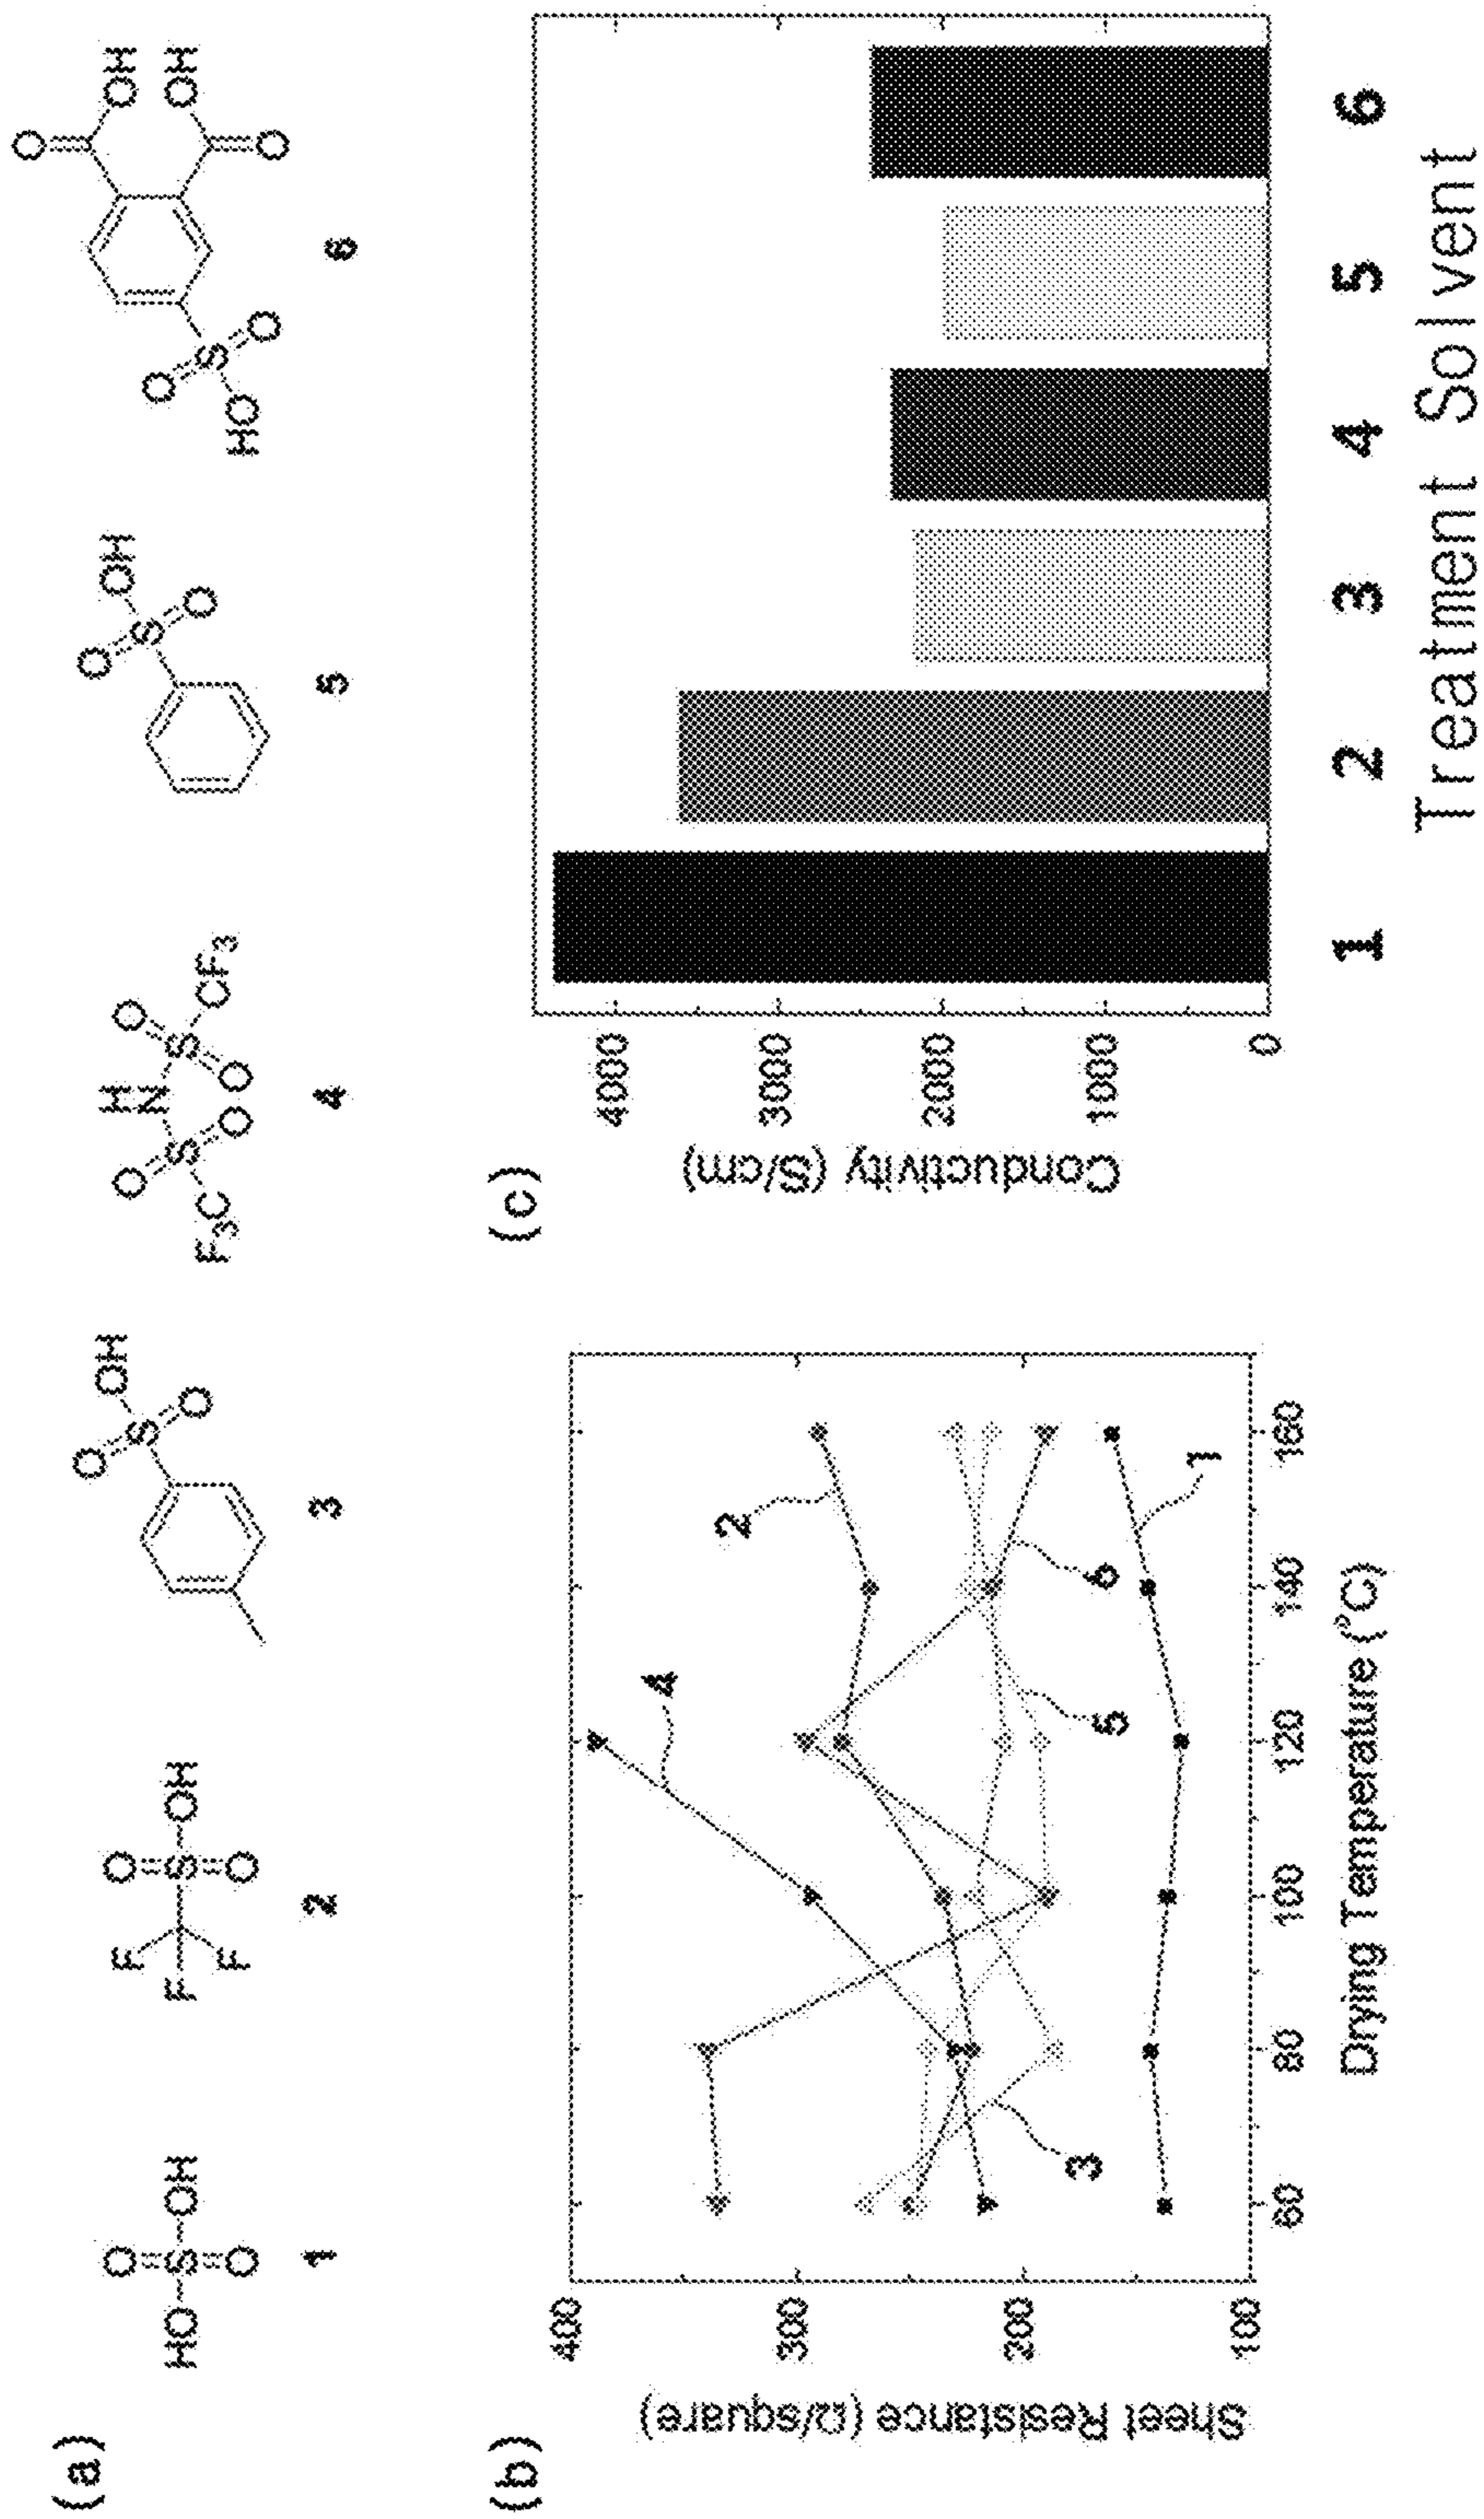 (a)
HO S OH
O
O
1
F
F
F
S OH
O
O
2
O
S
OH
O
3
H
N
O S S O
O O
F₃C CF₃
4
O
S
OH
O
5
O
OH
OH
O
O
S
O
HO
6
(b)
Sheet Resistance (Ω/square)
400
300
200
100
60 80 100 120 140 160
Drying Temperature (°C)
1
2
3
4
5
6
(c)
Conductivity (S/cm)
4000
3000
2000
1000
0
1 2 3 4 5 6
Treatment Solvent